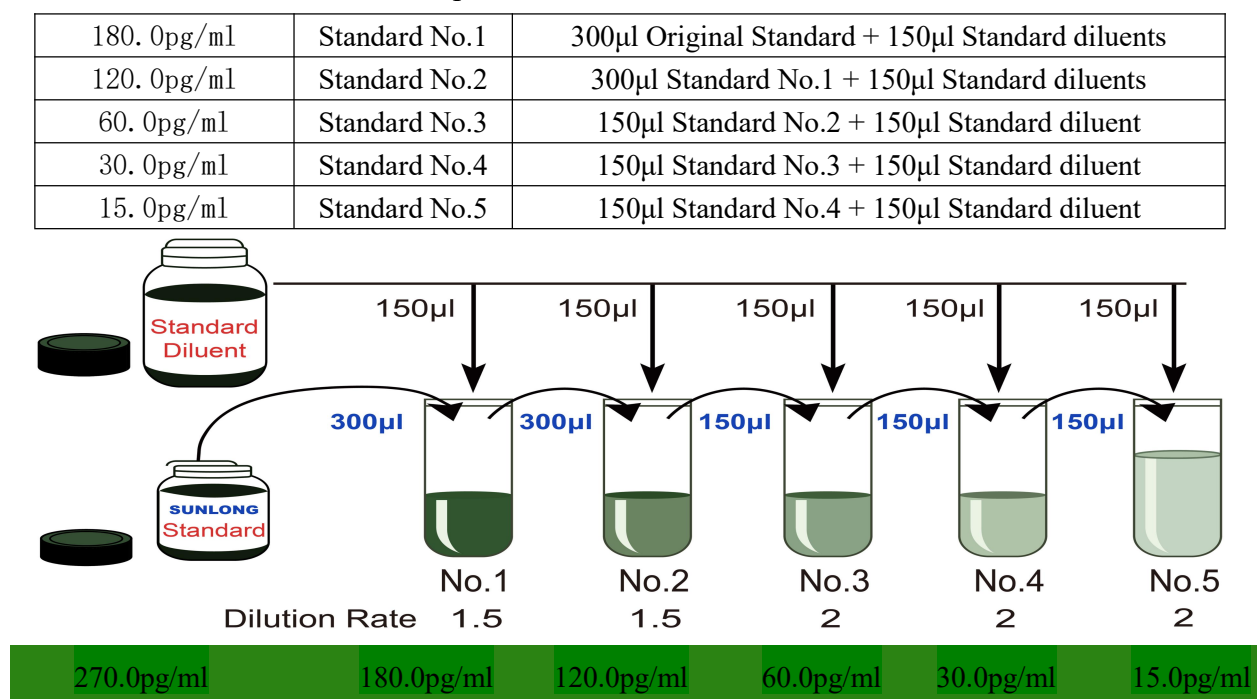 180.0pg/ml Standard No.1 300μl Original Standard + 150μl Standard diluents
120.0pg/ml Standard No.2 300μl Standard No.1 + 150μl Standard diluents
60.0pg/ml Standard No.3 150μl Standard No.2 + 150μl Standard diluent
30.0pg/ml Standard No.4 150μl Standard No.3 + 150μl Standard diluent
15.0pg/ml Standard No.5 150μl Standard No.4 + 150μl Standard diluent
150μl 150μl 150μl 150μl 150μl
Standard
Diluent
300μl 300μl 150μl 150μl 150μl
SUNLONG
Standard
No.1 No.2 No.3 No.4 No.5
Dilution Rate 1.5 1.5 2 2 2
270.0pg/ml 180.0pg/ml 120.0pg/ml 60.0pg/ml 30.0pg/ml 15.0pg/ml